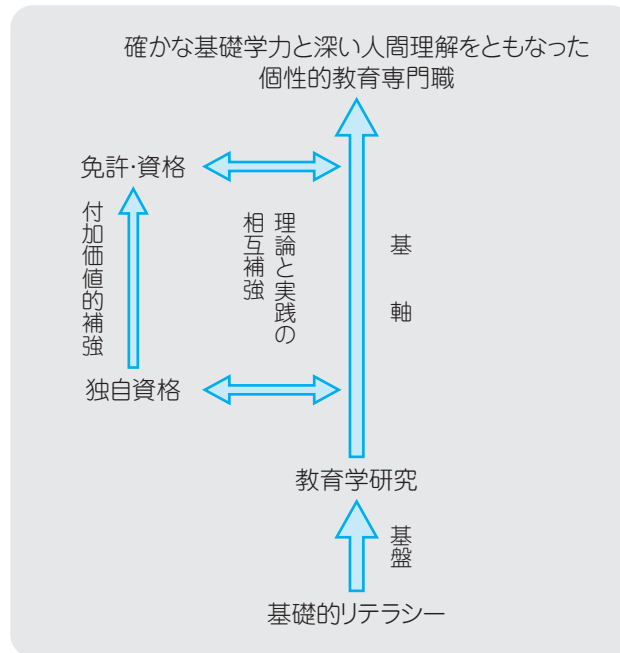 確かな基礎学力と深い人間理解をともなった
個性的教育専門職
免許・資格
付加価値的補強
理論と実践の
相互補強
基軸
独自資格
教育学研究
基盤
基礎的リテラシー